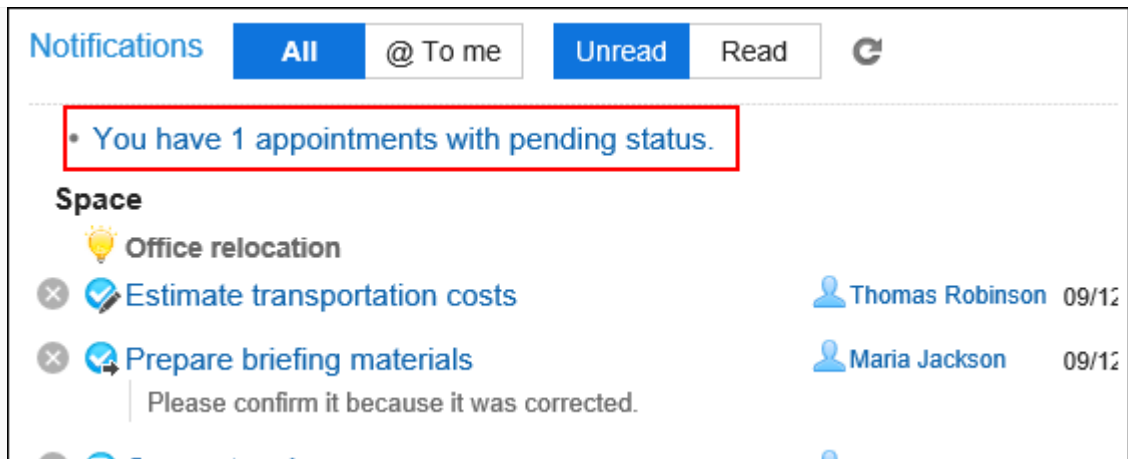 Notifications All @ To me Unread Read
• You have 1 appointments with pending status.
Space
Office relocation
Estimate transportation costs Thomas Robinson 09/12
Prepare briefing materials Maria Jackson 09/12
Please confirm it because it was corrected.